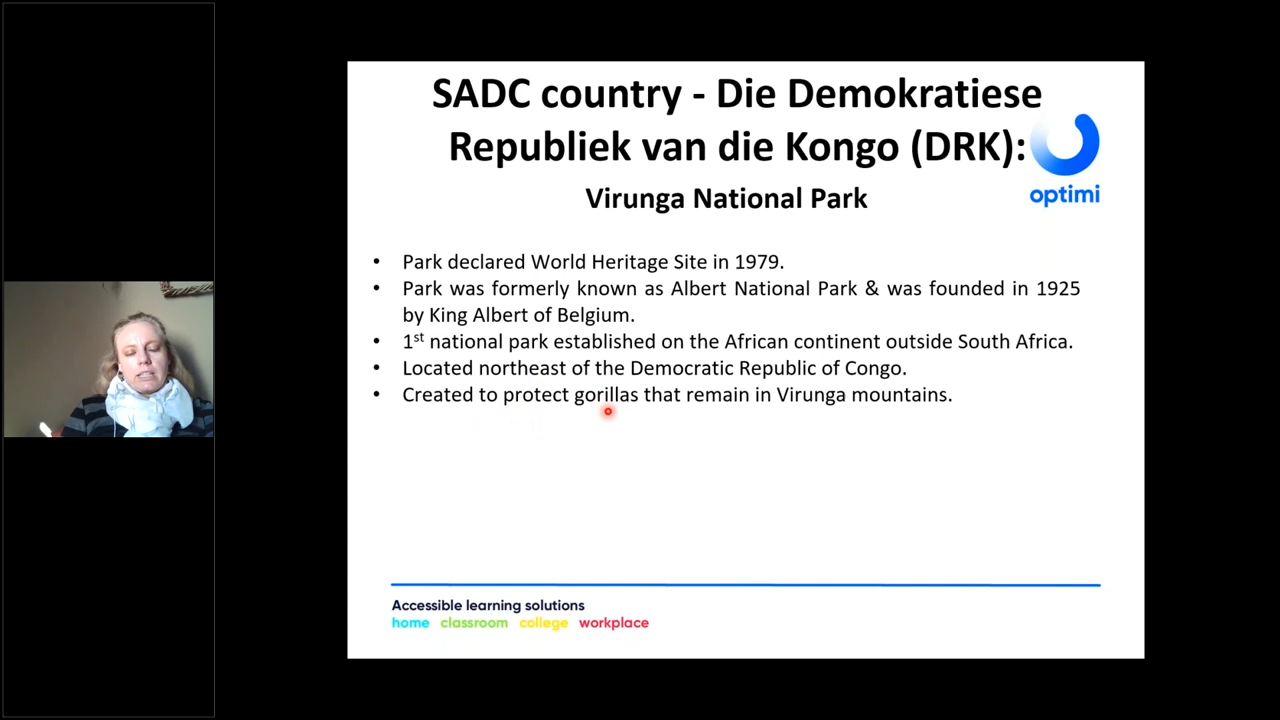 SADC country - Die Demokratiese
Republiek van die Kongo (DRK):
optimi
Virunga National Park
• Park declared World Heritage Site in 1979.
• Park was formerly known as Albert National Park & was founded in 1925
by King Albert of Belgium.
• 1st national park established on the African continent outside South Africa.
• Located northeast of the Democratic Republic of Congo.
• Created to protect gorillas that remain in Virunga mountains.
Accessible learning solutions
home classroom college workplace